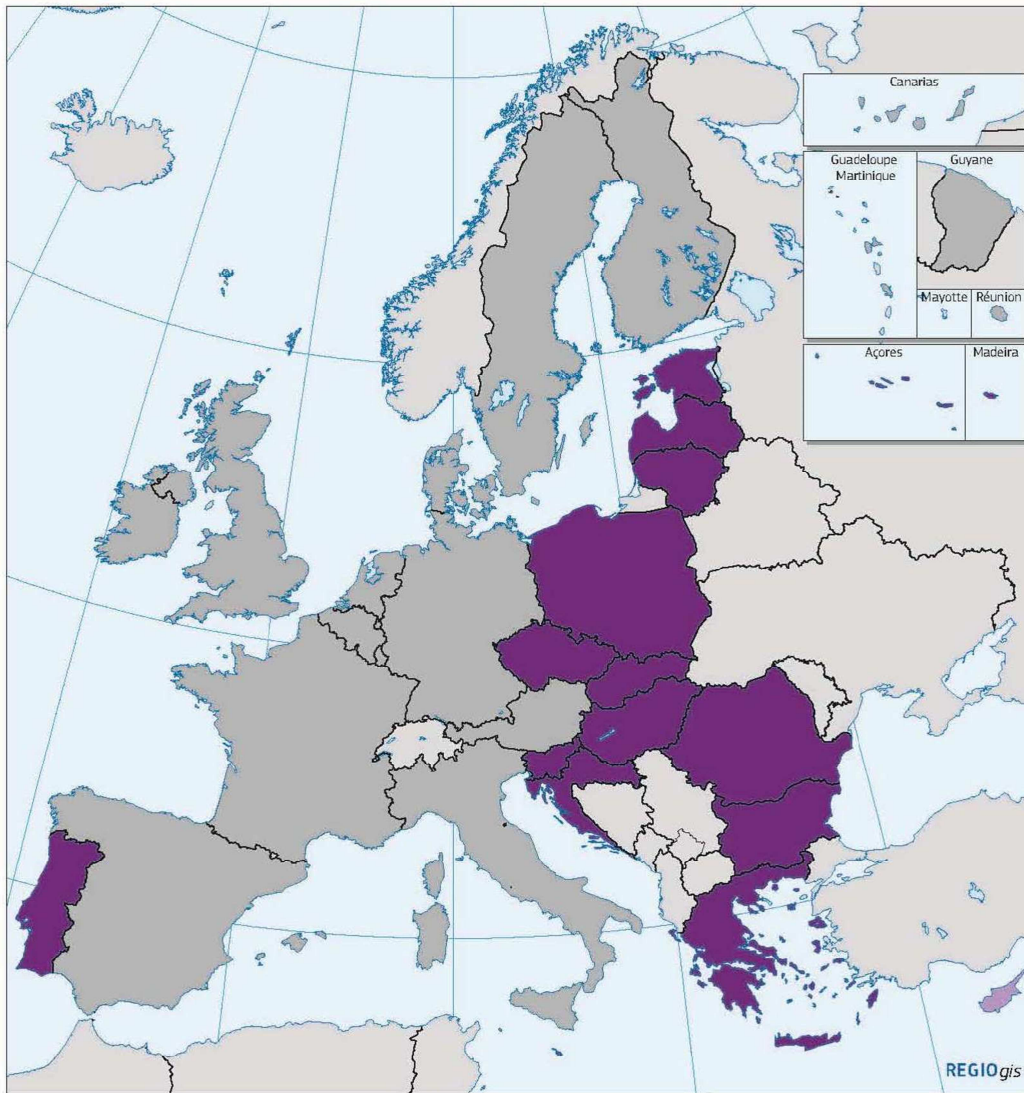 Canarias
Guadeloupe
Martinique
Guyane
Mayotte
Réunion
Açores
Madeira
REGIOgis